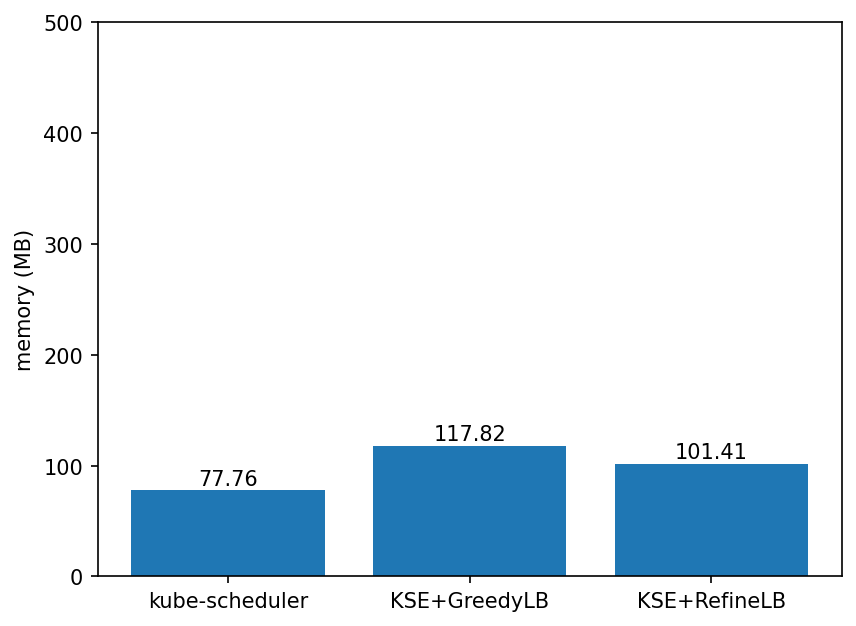 500
400
300
200
100
0
memory (MB)
77.76
117.82
101.41
kube-scheduler
KSE+GreedyLB
KSE+RefineLB